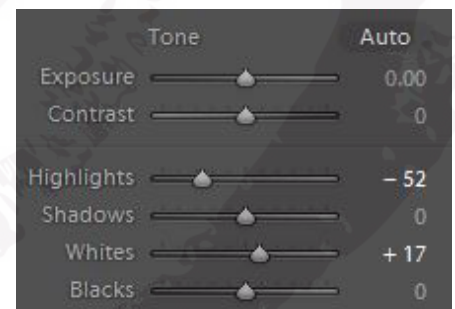 Tone Auto
Exposure 0.00
Contrast 0
Highlights – 52
Shadows 0
Whites + 17
Blacks 0